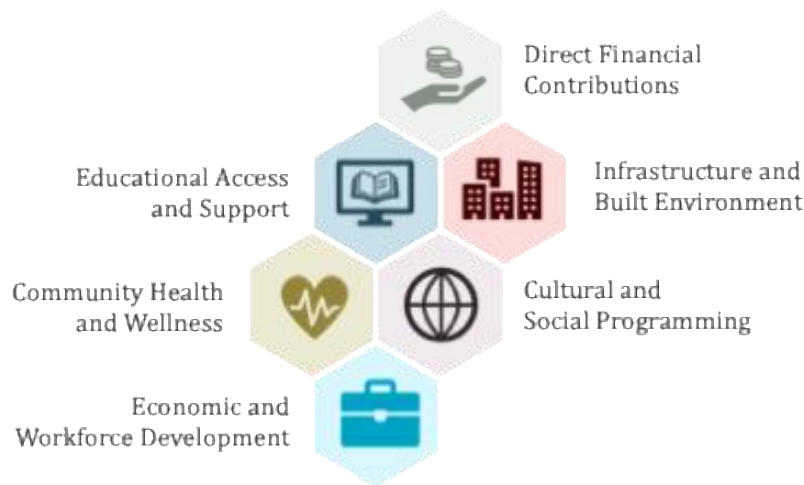 Direct Financial
Contributions
Educational Access
and Support
Infrastructure and
Built Environment
Community Health
and Wellness
Cultural and
Social Programming
Economic and
Workforce Development